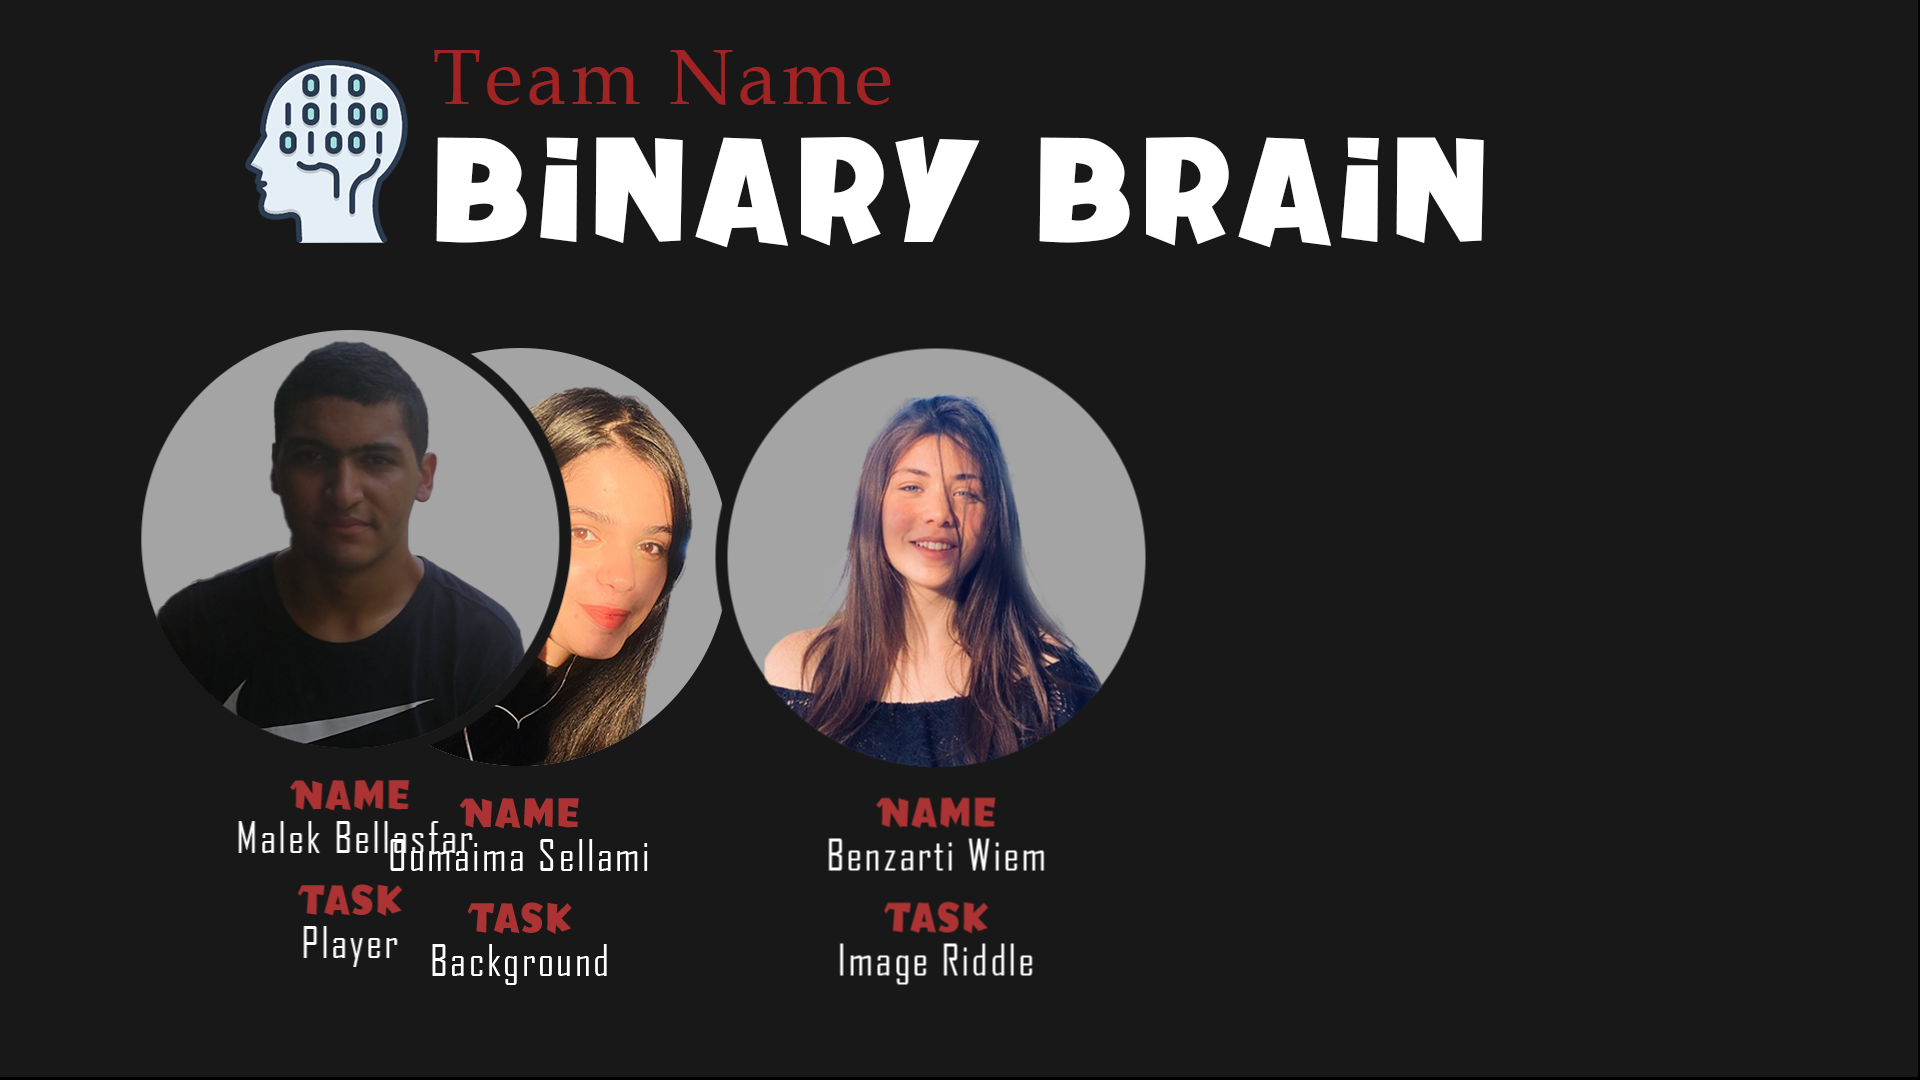 010
10100
01001
Team Name
BiNARY BRAiN
NAME
Malek Bellasfar
TASK
Player
NAME
Oumaima Sellami
TASK
Background
NAME
Benzarti Wiem
TASK
Image Riddle